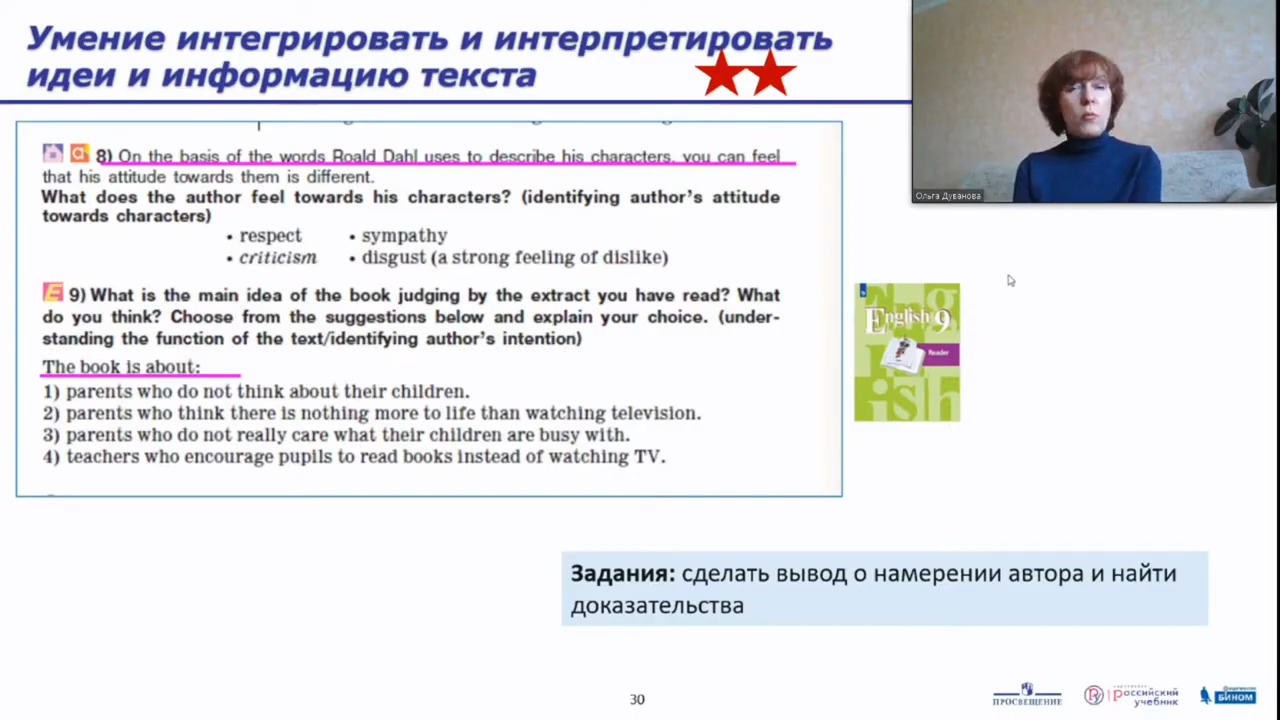 Умение интегрировать и интерпретировать
идеи и информацию текста
a 8) On the basis of the words Roald Dahl uses to describe his characters, you can feel
that his attitude towards them is different.
What does the author feel towards his characters? (identifying author's attitude
towards characters)
• respect • sympathy
• criticism • disgust (a strong feeling of dislike)
E 9) What is the main idea of the book judging by the extract you have read? What
do you think? Choose from the suggestions below and explain your choice. (under-
standing the function of the text/identifying author's intention)
The book is about:
1) parents who do not think about their children.
2) parents who think there is nothing more to life than watching television.
3) parents who do not really care what their children are busy with.
4) teachers who encourage pupils to read books instead of watching TV.
Ольга Дуванова
English 9
Reader
Задания: сделать вывод о намерении автора и найти
доказательства
30
ПРОСВЕЩЕНИЕ
российский
учебник
БИНОМ